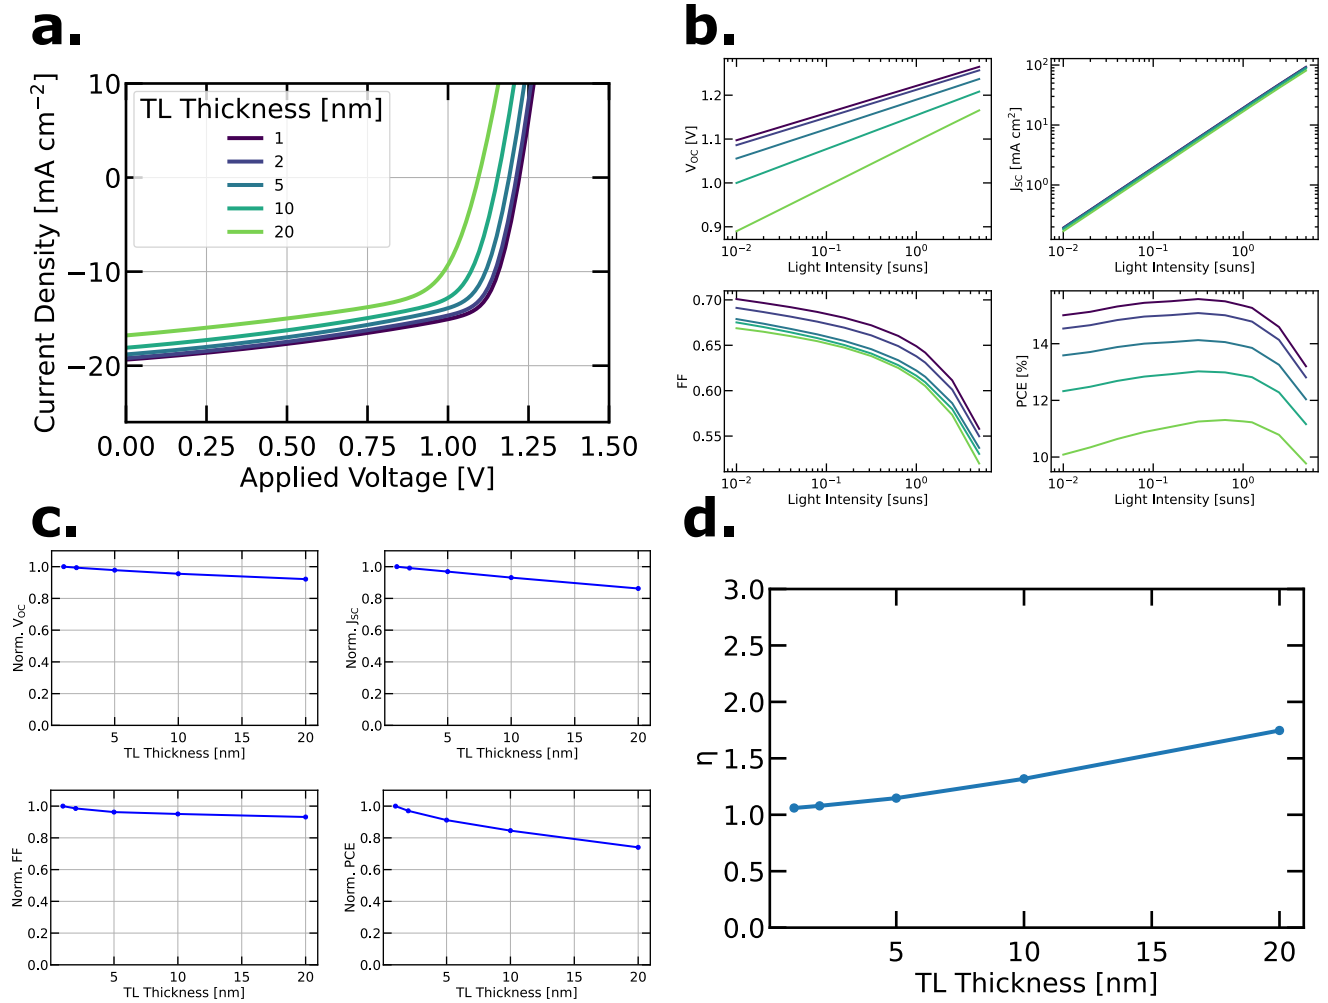 a.
Current Density [mA cm⁻²]
10
0
−10
−20
TL Thickness [nm]
1
2
5
10
20
0.00 0.25 0.50 0.75 1.00 1.25 1.50
Applied Voltage [V]
b.
V_OC [V]
1.2
1.1
1.0
0.9
10⁻² 10⁻¹ 10⁰
Light Intensity [suns]
J_SC [mA cm²]
10²
10¹
10⁰
10⁻² 10⁻¹ 10⁰
Light Intensity [suns]
FF
0.70
0.65
0.60
0.55
10⁻² 10⁻¹ 10⁰
Light Intensity [suns]
PCE [%]
14
12
10
10⁻² 10⁻¹ 10⁰
Light Intensity [suns]
c.
Norm. V_OC
1.0
0.8
0.6
0.4
0.2
0.0
5 10 15 20
TL Thickness [nm]
Norm. J_SC
1.0
0.8
0.6
0.4
0.2
0.0
5 10 15 20
TL Thickness [nm]
Norm. FF
1.0
0.8
0.6
0.4
0.2
0.0
5 10 15 20
TL Thickness [nm]
Norm. PCE
1.0
0.8
0.6
0.4
0.2
0.0
5 10 15 20
TL Thickness [nm]
d.
η
3.0
2.5
2.0
1.5
1.0
0.5
0.0
5 10 15 20
TL Thickness [nm]